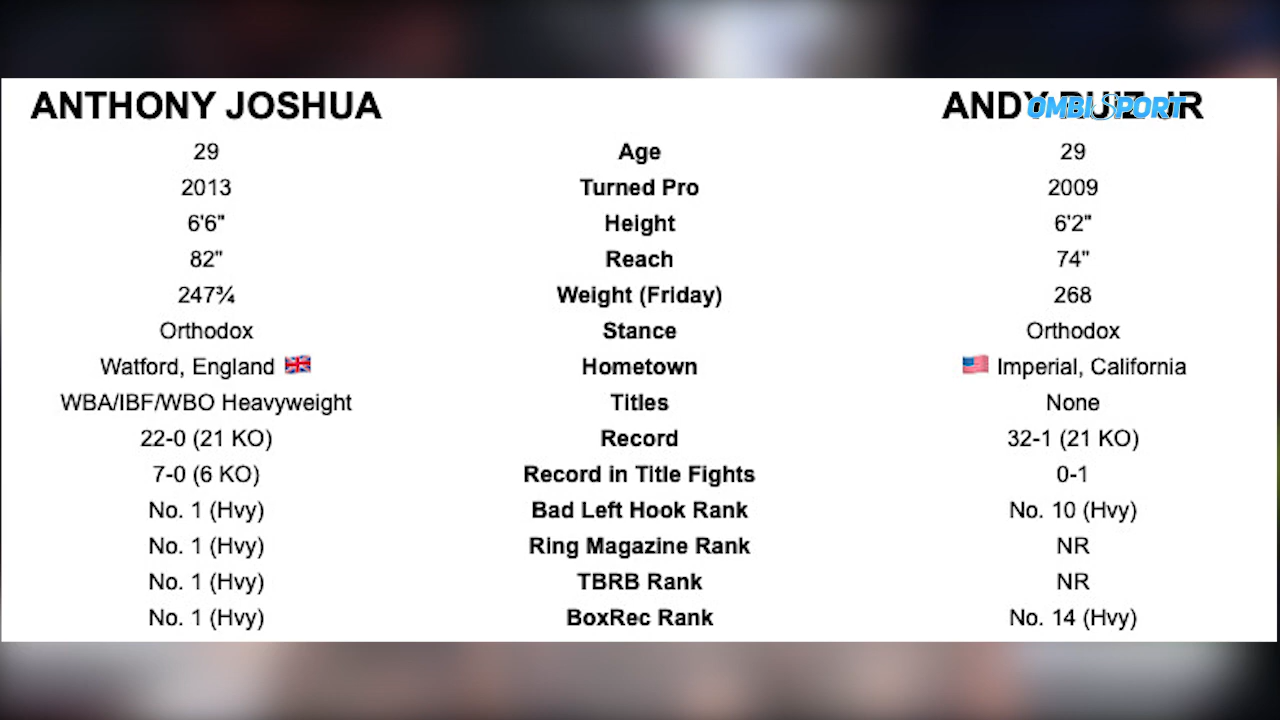 ANTHONY JOSHUA ANDY RUIZ JR
OMBISPORT
29 Age 29
2013 Turned Pro 2009
6'6" Height 6'2"
82" Reach 74"
247¾ Weight (Friday) 268
Orthodox Stance Orthodox
Watford, England Hometown Imperial, California
WBA/IBF/WBO Heavyweight Titles None
22-0 (21 KO) Record 32-1 (21 KO)
7-0 (6 KO) Record in Title Fights 0-1
No. 1 (Hvy) Bad Left Hook Rank No. 10 (Hvy)
No. 1 (Hvy) Ring Magazine Rank NR
No. 1 (Hvy) TBRB Rank NR
No. 1 (Hvy) BoxRec Rank No. 14 (Hvy)